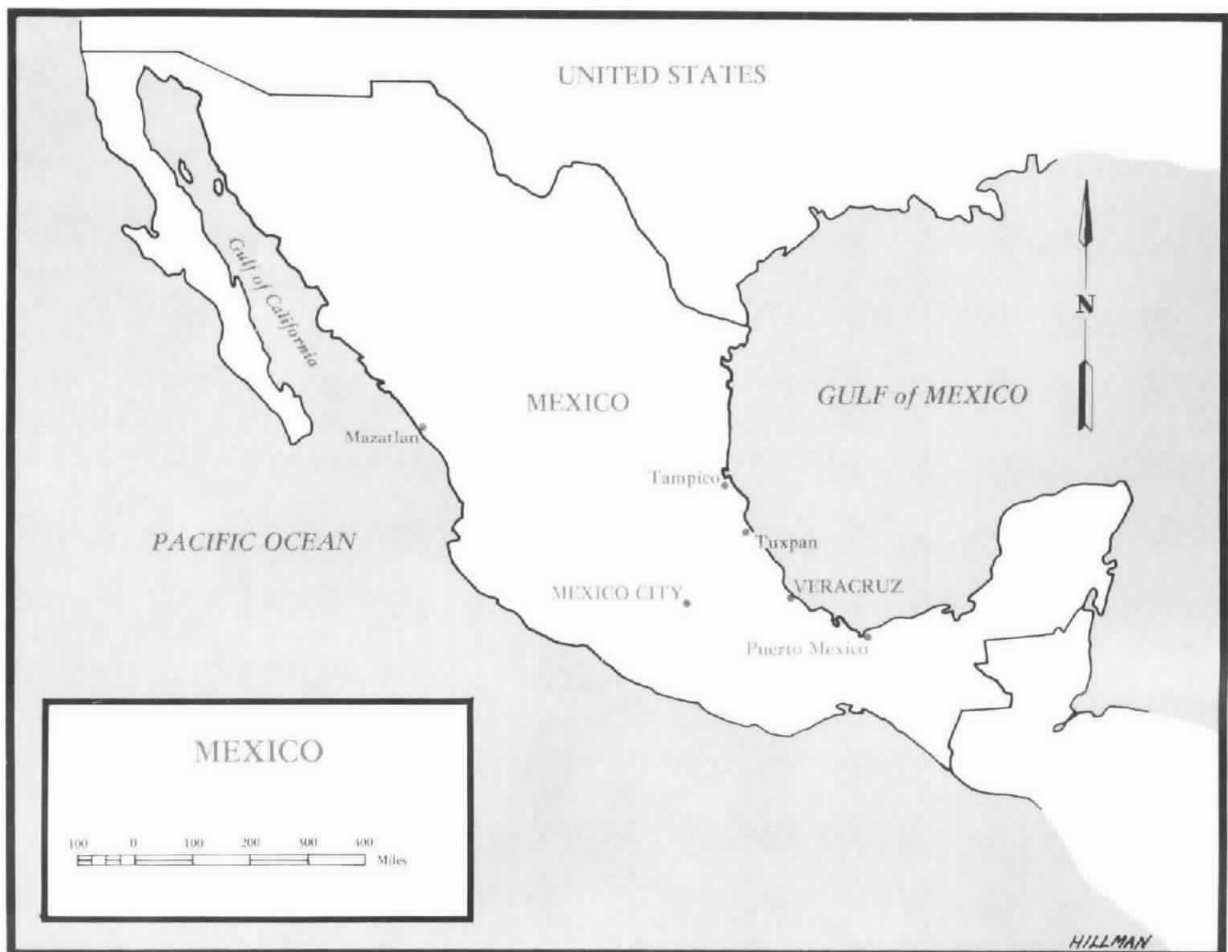 UNITED STATES
Gulf of California
N
MEXICO
GULF of MEXICO
Mazatlan
Tampico
PACIFIC OCEAN
Tuxpan
MEXICO CITY
VERACRUZ
Puerto Mexico
MEXICO
100 0 100 200 300 400
Miles
HILLMAN